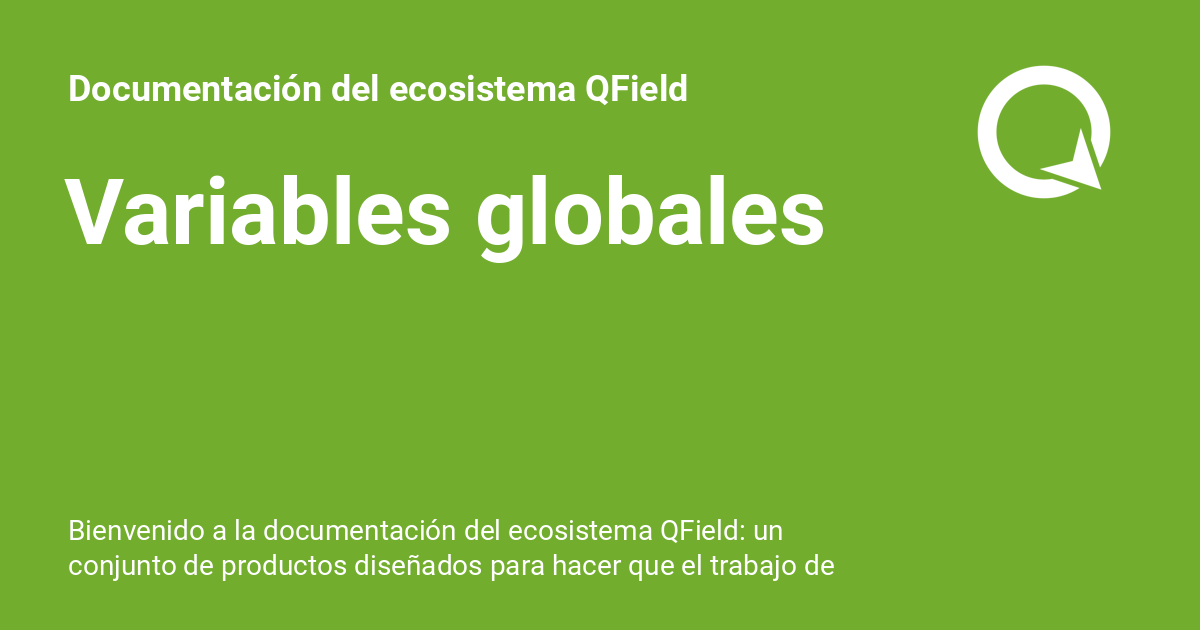 Documentación del ecosistema QField
Variables globales
Bienvenido a la documentación del ecosistema QField: un
conjunto de productos diseñados para hacer que el trabajo de